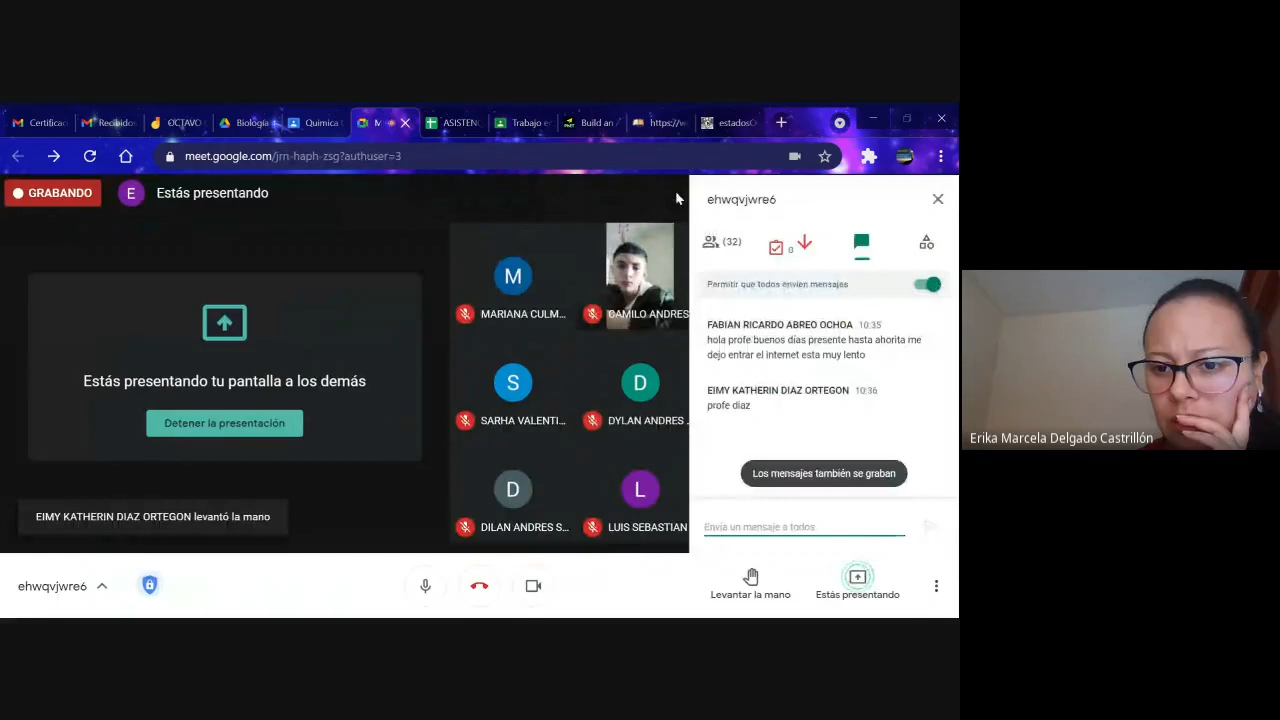 Certificac
Recibidos
OCTAVO
Biología
Quimica
M
ASISTEN
Trabajo e
Build an
https://w
estadosO
meet.google.com/jrn-haph-zsg?authuser=3
GRABANDO
E
Estás presentando
ehwqvjwre6
(32)
0
Permitir que todos envíen mensajes
M
MARIANA CULM...
CAMILO ANDRES
FABIAN RICARDO ABREO OCHOA 10:35
hola profe buenos días presente hasta ahorita me
dejo entrar el internet esta muy lento
Estás presentando tu pantalla a los demás
Detener la presentación
S
SARHA VALENTI...
D
DYLAN ANDRES ...
EIMY KATHERIN DIAZ ORTEGON 10:36
profe diaz
Erika Marcela Delgado Castrillón
Los mensajes también se graban
D
DILAN ANDRES S...
L
LUIS SEBASTIAN
EIMY KATHERIN DIAZ ORTEGON levantó la mano
Envía un mensaje a todos
ehwqvjwre6
Levantar la mano
Estás presentando